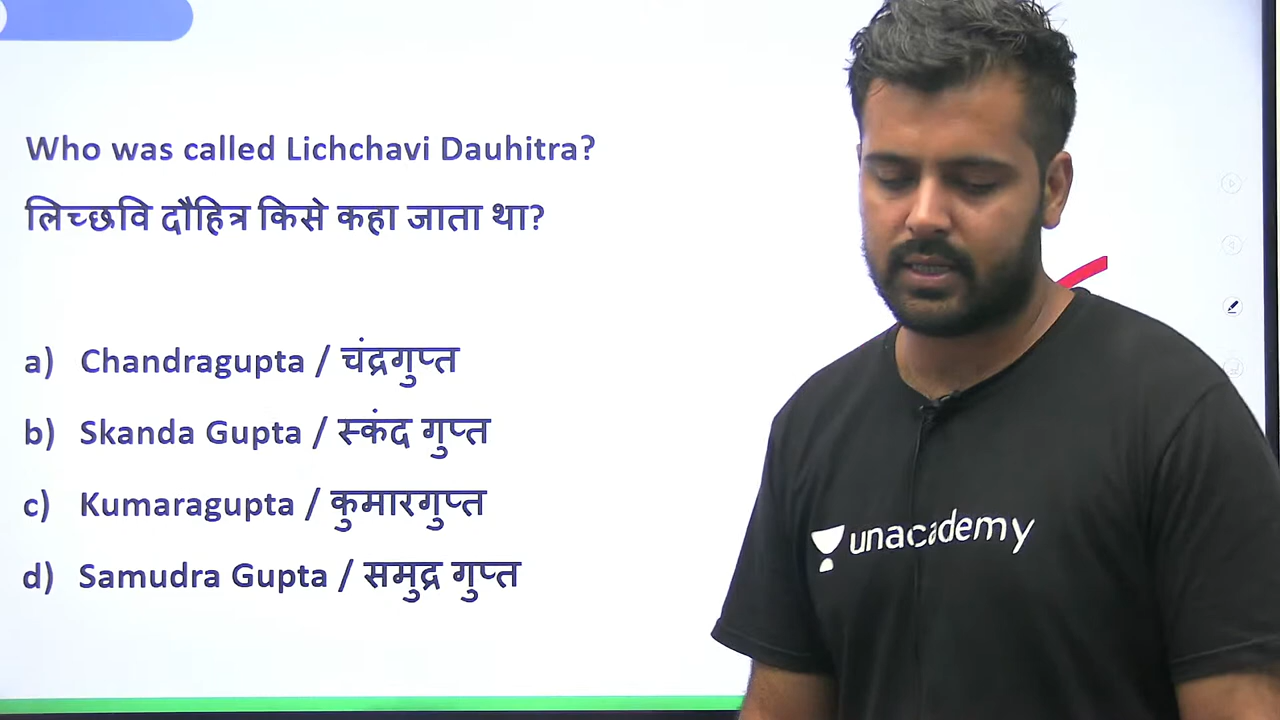 Who was called Lichchavi Dauhitra?
लिच्छवि दौहित्र किसे कहा जाता था?
a) Chandragupta / चंद्रगुप्त
b) Skanda Gupta / स्कंद गुप्त
c) Kumaragupta / कुमारगुप्त
d) Samudra Gupta / समुद्र गुप्त
unacademy